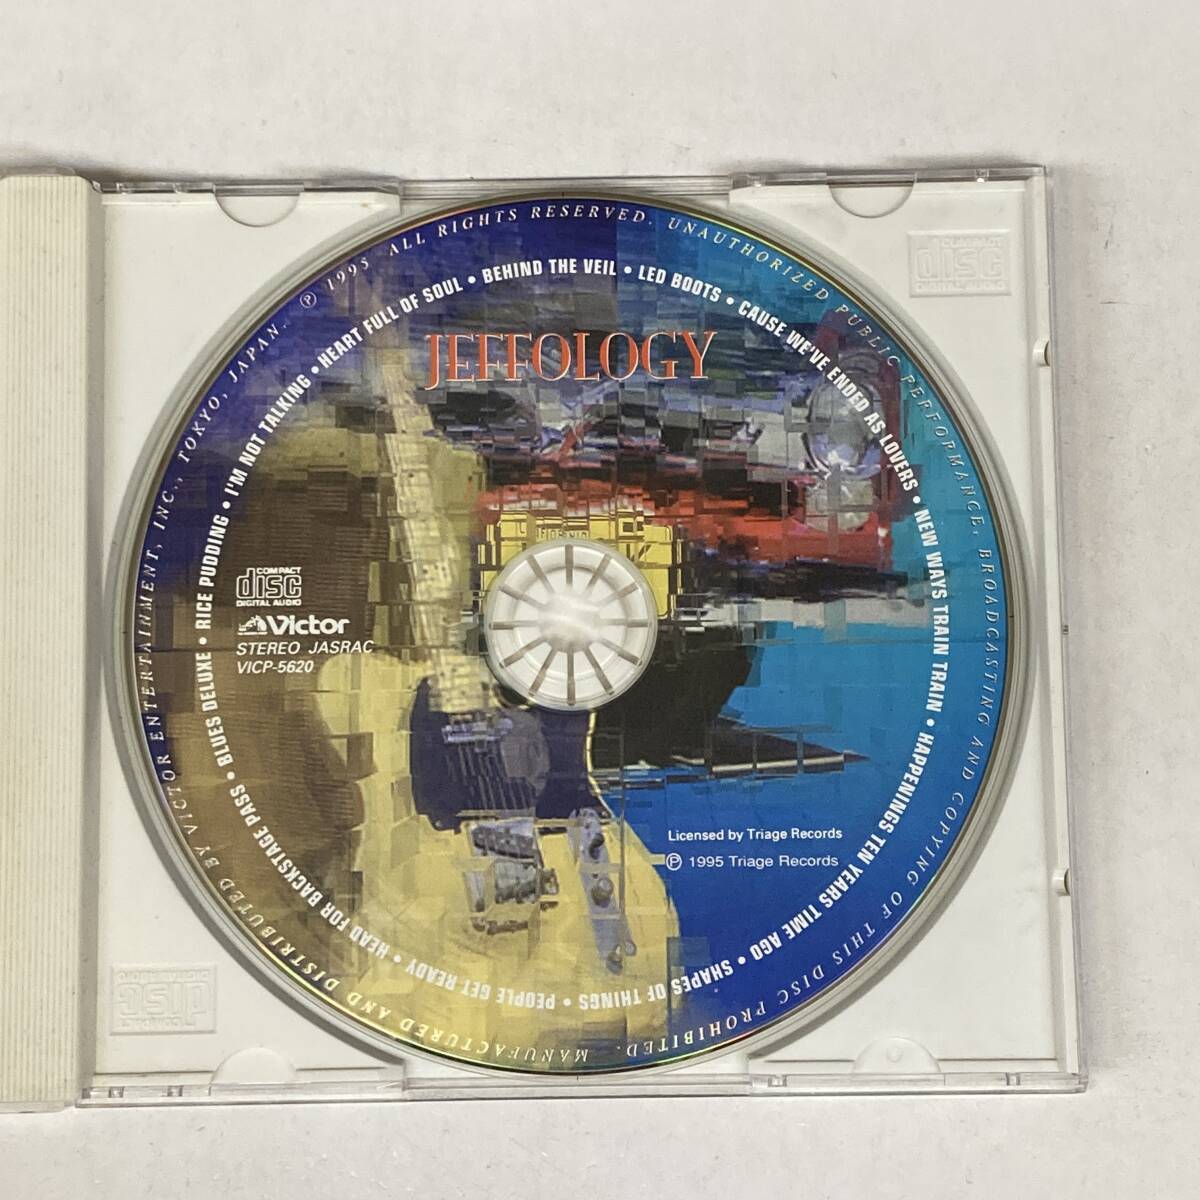 JEFFOLOGY
BEHIND THE VEIL • LED BOOTS • CAUSE WE'VE ENDED AS LOVERS • NEW WAYS TRAIN TRAIN • HAPPENINGS TEN YEARS TIME AGO • SHAPES OF THINGS • PEOPLE GET READY • HEAD FOR BACKSTAGE PASS • BLUES DELUXE • RICE PUDDING • I'M NOT TALKING • HEART FULL OF SOUL •
COMPACT
disc
DIGITAL AUDIO
Victor
STEREO JASRAC
VICP-5620
Licensed by Triage Records
Ⓟ 1995 Triage Records
Ⓟ 1995 ALL RIGHTS RESERVED. UNAUTHORIZED PUBLIC PERFORMANCE, BROADCASTING AND COPYING OF THIS DISC PROHIBITED. MANUFACTURED AND DISTRIBUTED BY VICTOR ENTERTAINMENT, INC., TOKYO, JAPAN.
COMPACT
disc
DIGITAL AUDIO
COMPACT
disc
DIGITAL AUDIO